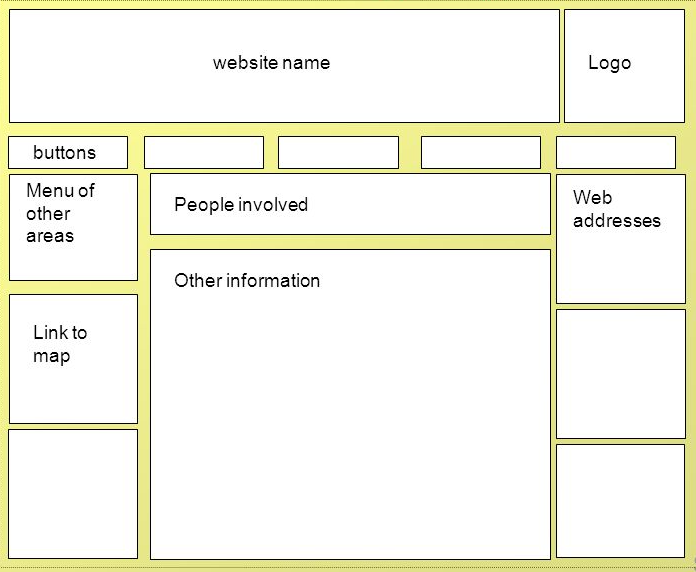 website name
Logo
buttons
Menu of
other
areas
People involved
Web
addresses
Other information
Link to
map